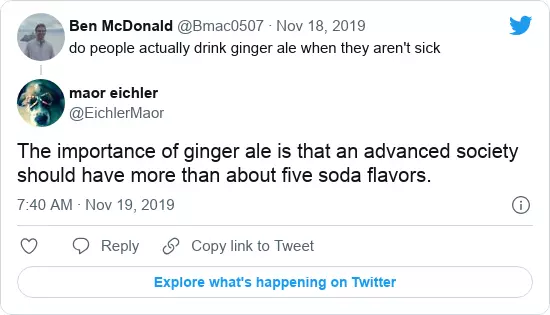 Ben McDonald @Bmac0507 · Nov 18, 2019
do people actually drink ginger ale when they aren't sick
maor eichler
@EichlerMaor
The importance of ginger ale is that an advanced society
should have more than about five soda flavors.
7:40 AM · Nov 19, 2019
Reply Copy link to Tweet
Explore what's happening on Twitter